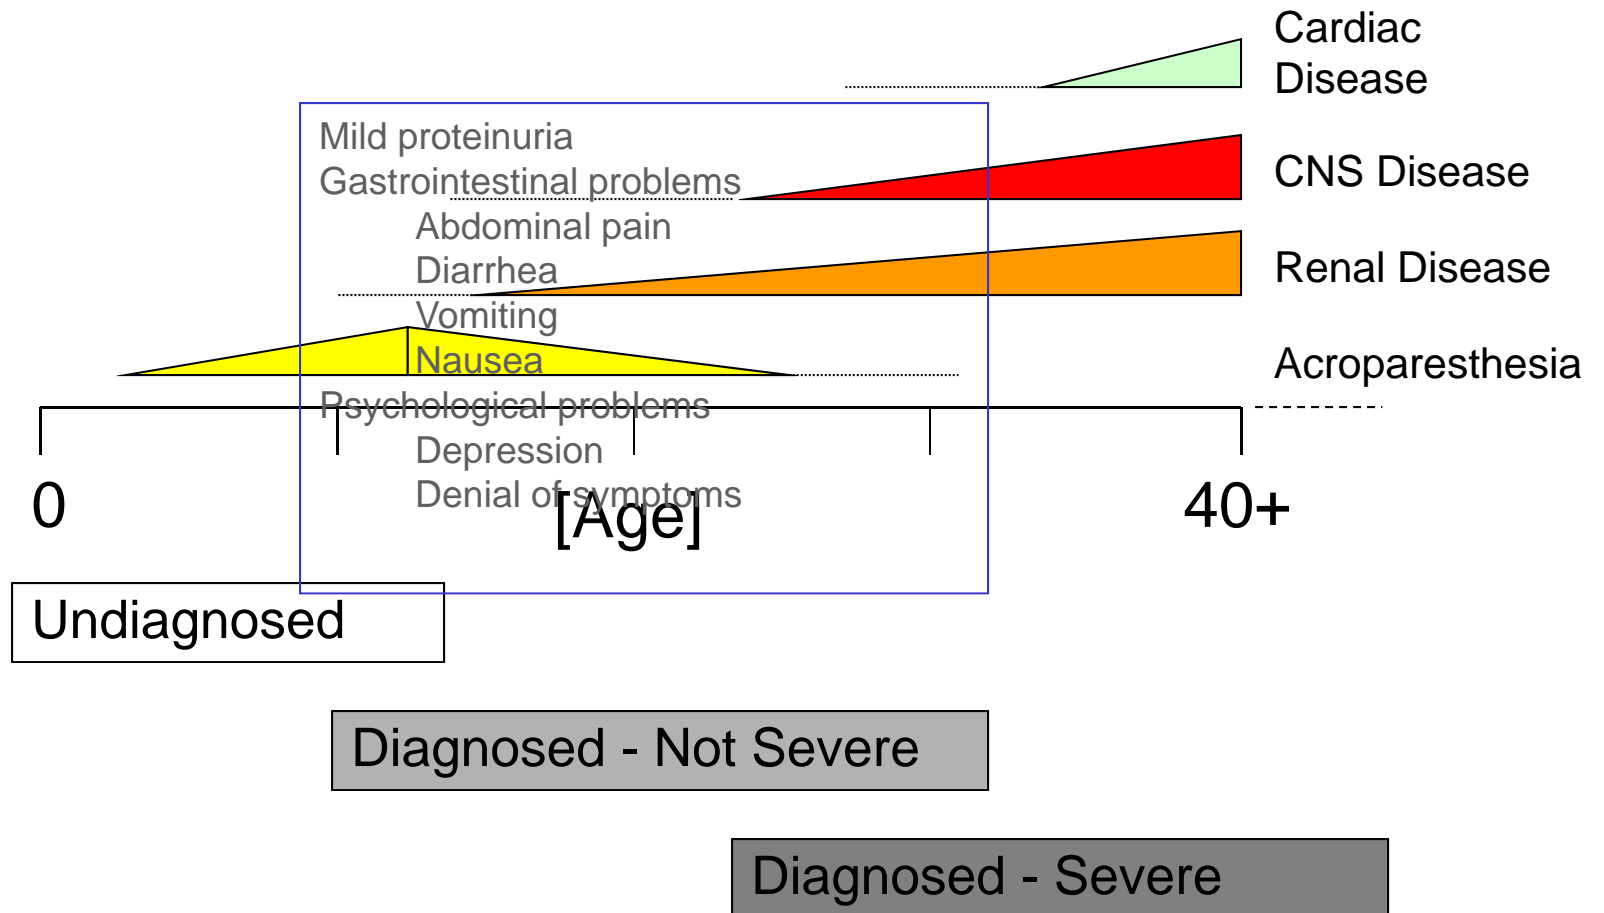 Cardiac
Disease
Mild proteinuria
Gastrointestinal problems
CNS Disease
Abdominal pain
Diarrhea
Renal Disease
Vomiting
Nausea
Acroparesthesia
Psychological problems
Depression
Denial of symptoms
0
[Age]
40+
Undiagnosed
Diagnosed - Not Severe
Diagnosed - Severe